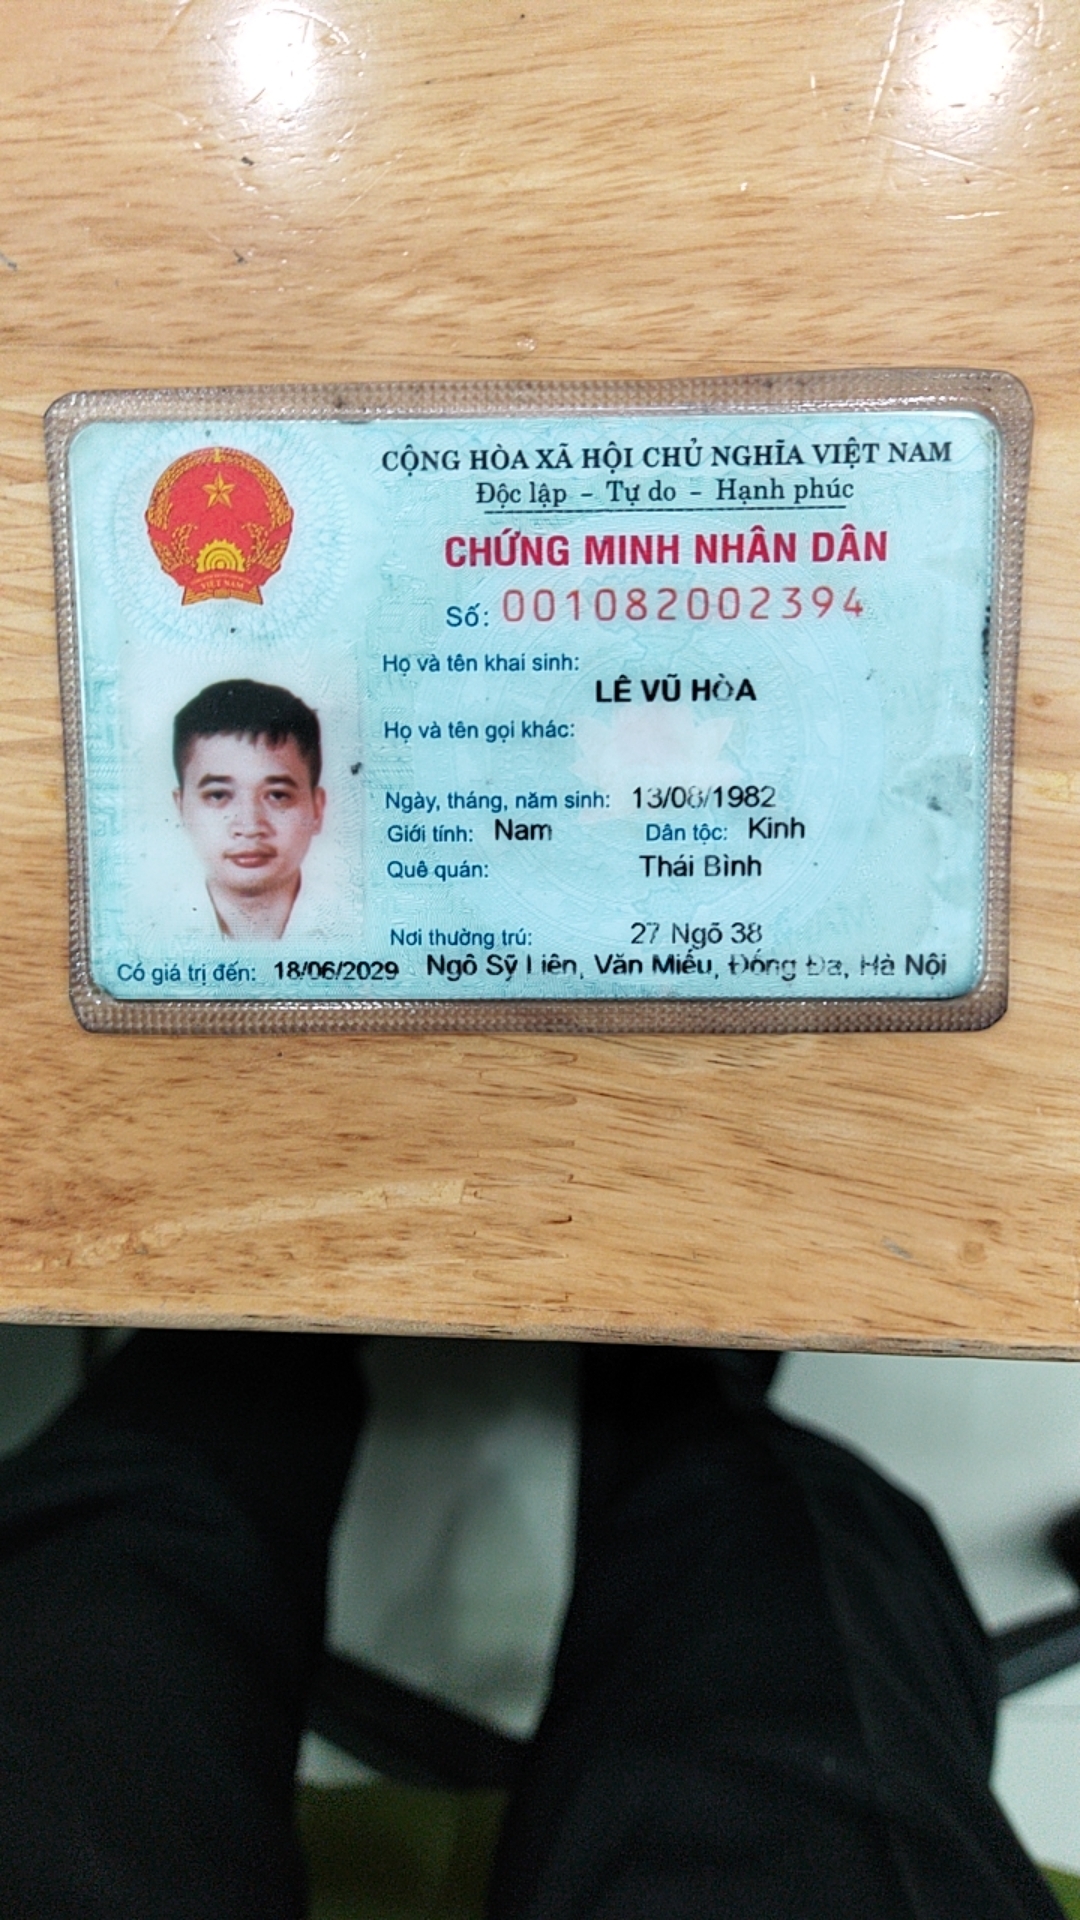 CỘNG HÒA XÃ HỘI CHỦ NGHĨA VIỆT NAM
Độc lập - Tự do - Hạnh phúc
CHỨNG MINH NHÂN DÂN
Số: 001082002394
Họ và tên khai sinh:
LÊ VŨ HÒA
Họ và tên gọi khác:
Ngày, tháng, năm sinh: 13/08/1982
Giới tính: Nam Dân tộc: Kinh
Quê quán: Thái Bình
Nơi thường trú: 27 Ngõ 38
Ngô Sỹ Liên, Văn Miếu, Đống Đa, Hà Nội
Có giá trị đến: 18/06/2029
VIỆT NAM